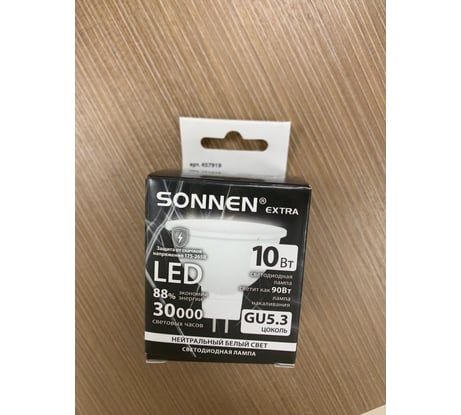 арт. 457919
SONNEN® EXTRA
Защита от скачков
напряжения 175-265В
10Вт
светодиодная
лампа
светит как 90Вт
лампа
накаливания
LED
88% экономия
энергии
30000
световых часов
GU5.3
ЦОКОЛЬ
НЕЙТРАЛЬНЫЙ БЕЛЫЙ СВЕТ
СВЕТОДИОДНАЯ ЛАМПА